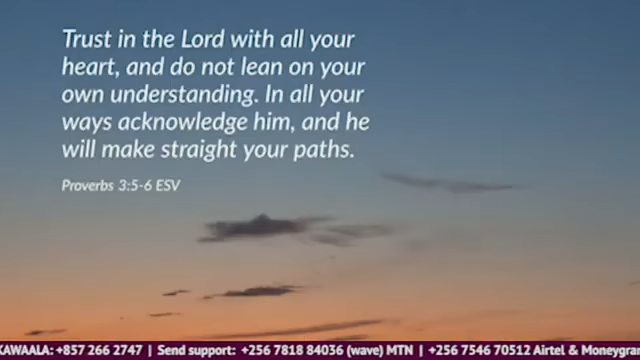 Trust in the Lord with all your
heart, and do not lean on your
own understanding. In all your
ways acknowledge him, and he
will make straight your paths.
Proverbs 3:5-6 ESV
KAWAALA: +857 266 2747 | Send support: +256 7818 84036 (wave) MTN | +256 7546 70512 Airtel & Moneygra